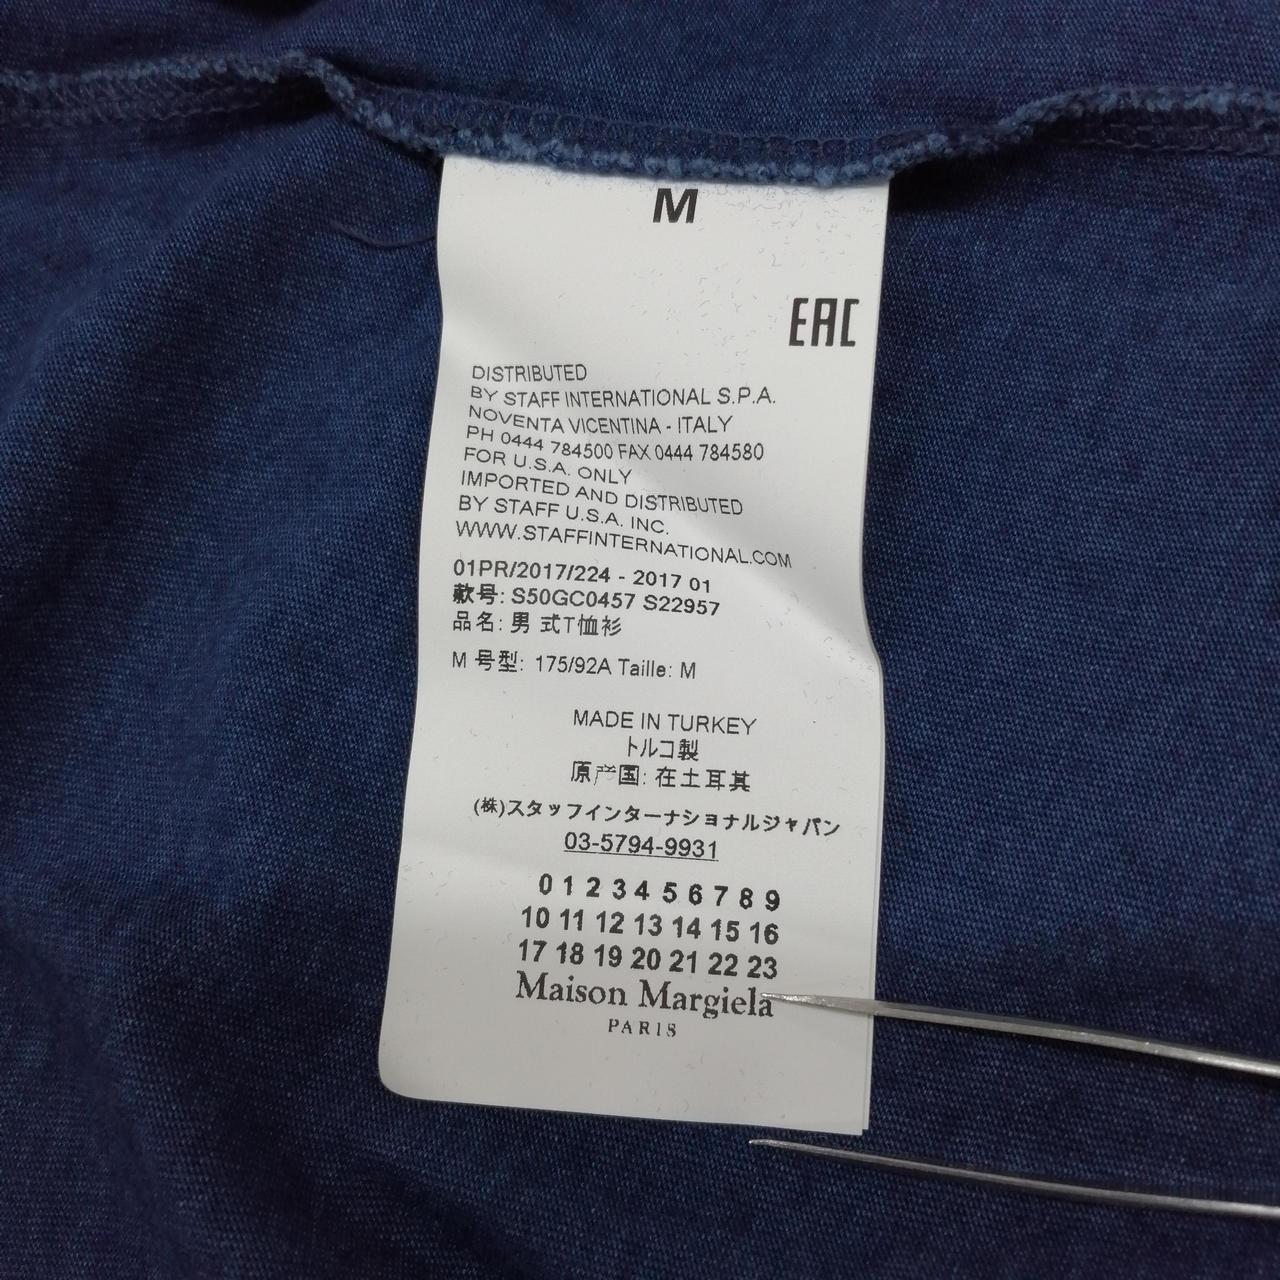 M
EAC
DISTRIBUTED
BY STAFF INTERNATIONAL S.P.A.
NOVENTA VICENTINA - ITALY
PH 0444 784500 FAX 0444 784580
FOR U.S.A. ONLY
IMPORTED AND DISTRIBUTED
BY STAFF U.S.A. INC.
WWW.STAFFINTERNATIONAL.COM
01PR/2017/224 - 2017 01
款号: S50GC0457 S22957
品名: 男 式T恤衫
M 号型: 175/92A Taille: M
MADE IN TURKEY
トルコ製
原产国: 在土耳其
(株)スタッフインターナショナルジャパン
03-5794-9931
0 1 2 3 4 5 6 7 8 9
10 11 12 13 14 15 16
17 18 19 20 21 22 23
Maison Margiela
PARIS